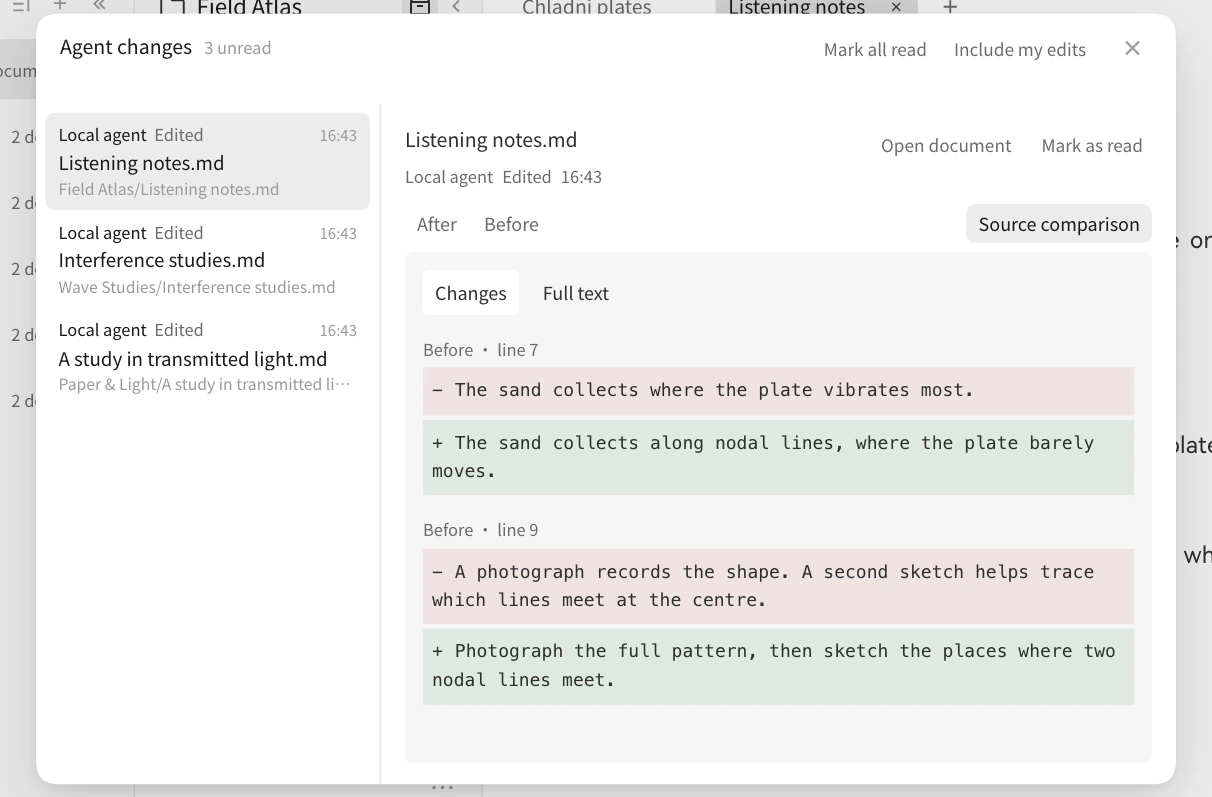 Field Atlas
Chladni plates
Listening notes ×
Agent changes 3 unread
Mark all read Include my edits
Local agent Edited 16:43
Listening notes.md
Field Atlas/Listening notes.md
Local agent Edited 16:43
Interference studies.md
Wave Studies/Interference studies.md
Local agent Edited 16:43
A study in transmitted light.md
Paper & Light/A study in transmitted li···
Listening notes.md
Open document Mark as read
Local agent Edited 16:43
After Before
Source comparison
Changes Full text
Before • line 7
− The sand collects where the plate vibrates most.
+ The sand collects along nodal lines, where the plate barely
moves.
Before • line 9
− A photograph records the shape. A second sketch helps trace
which lines meet at the centre.
+ Photograph the full pattern, then sketch the places where two
nodal lines meet.